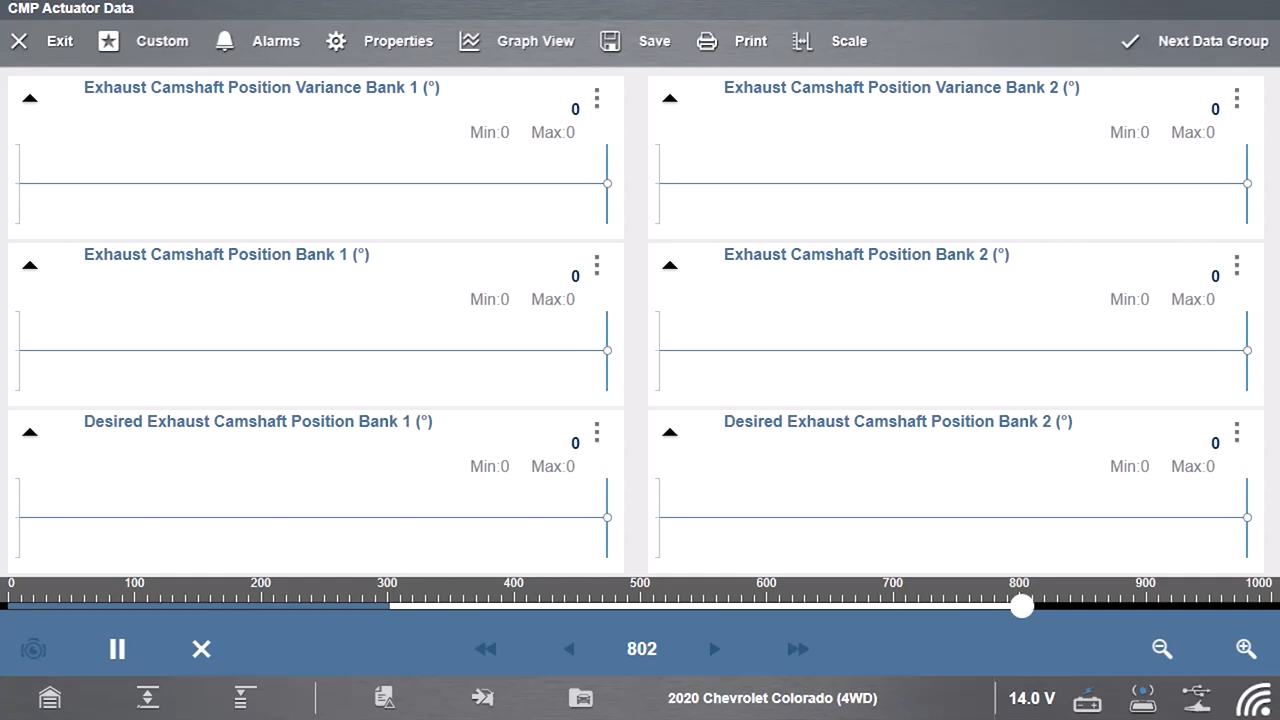 CMP Actuator Data
Exit Custom Alarms Properties Graph View Save Print Scale Next Data Group
Exhaust Camshaft Position Variance Bank 1 (°)
0
Min:0 Max:0
Exhaust Camshaft Position Variance Bank 2 (°)
0
Min:0 Max:0
Exhaust Camshaft Position Bank 1 (°)
0
Min:0 Max:0
Exhaust Camshaft Position Bank 2 (°)
0
Min:0 Max:0
Desired Exhaust Camshaft Position Bank 1 (°)
0
Min:0 Max:0
Desired Exhaust Camshaft Position Bank 2 (°)
0
Min:0 Max:0
0 100 200 300 400 500 600 700 800 900 1000
802
2020 Chevrolet Colorado (4WD) 14.0 V